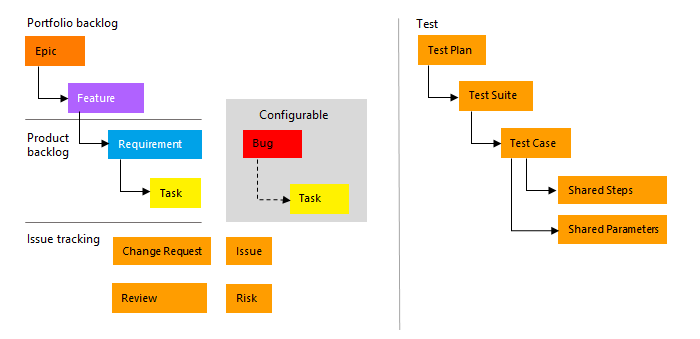 Portfolio backlog
Epic
Feature
Product
backlog
Requirement
Task
Configurable
Bug
Task
Issue tracking
Change Request
Issue
Review
Risk
Test
Test Plan
Test Suite
Test Case
Shared Steps
Shared Parameters